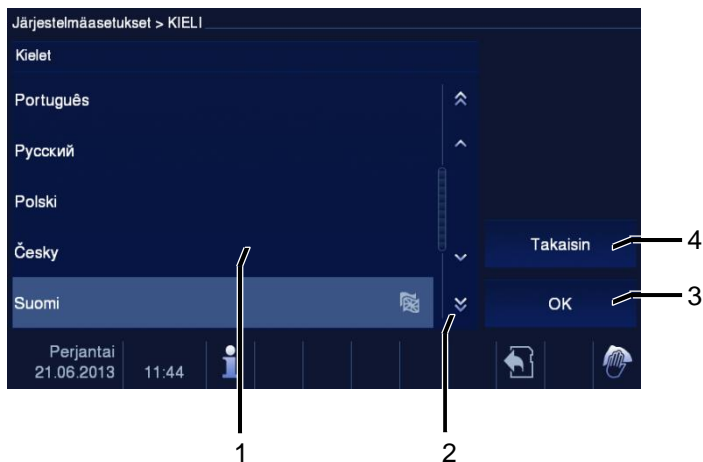 Järjestelmäasetukset > KIELI
Kielet
Português
Русский
Polski
Česky
Suomi
Takaisin
4
OK
3
Perjantai
21.06.2013
11:44
1
2